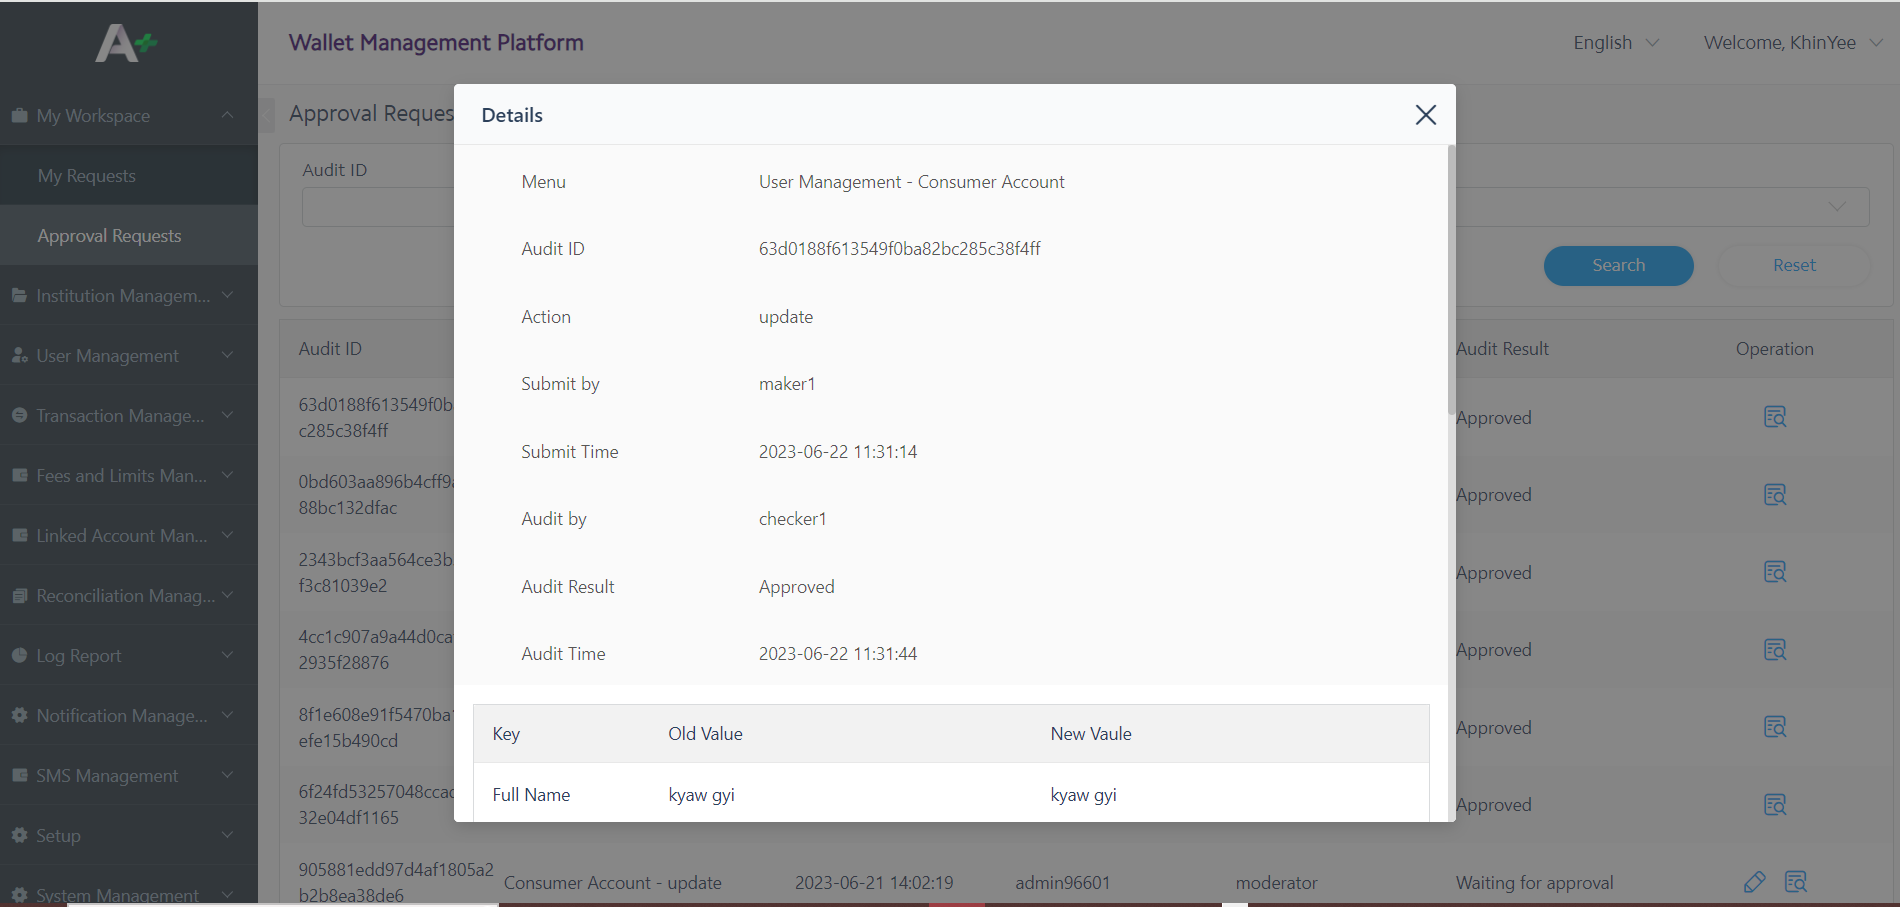 A+
Wallet Management Platform
English
Welcome, KhinYee
My Workspace
My Requests
Approval Requests
Institution Managem...
User Management
Transaction Manage...
Fees and Limits Man...
Linked Account Man...
Reconciliation Manag...
Log Report
Notification Manage...
SMS Management
Setup
System Management
Approval Reques
Audit ID
Search
Reset
Audit ID
Audit Result
Operation
63d0188f613549f0b
c285c38f4ff
Approved
0bd603aa896b4cff9a
88bc132dfac
Approved
2343bcf3aa564ce3b
f3c81039e2
Approved
4cc1c907a9a44d0ca
2935f28876
Approved
8f1e608e91f5470ba
efe15b490cd
Approved
6f24fd53257048ccac
32e04df1165
Approved
905881edd97d4af1805a2
b2b8ea38de6
Consumer Account - update
2023-06-21 14:02:19
admin96601
moderator
Waiting for approval
Details
Menu
User Management - Consumer Account
Audit ID
63d0188f613549f0ba82bc285c38f4ff
Action
update
Submit by
maker1
Submit Time
2023-06-22 11:31:14
Audit by
checker1
Audit Result
Approved
Audit Time
2023-06-22 11:31:44
Key
Old Value
New Vaule
Full Name
kyaw gyi
kyaw gyi